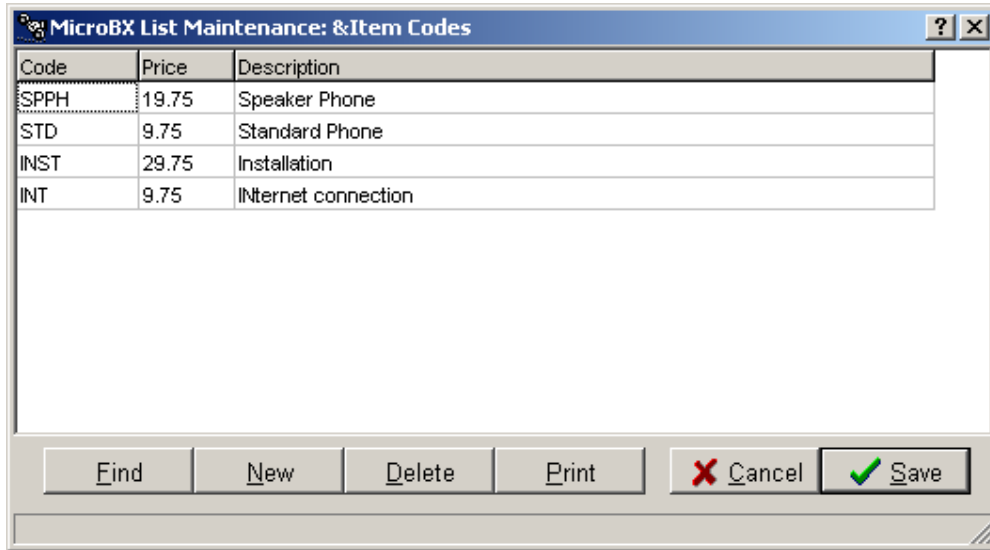 MicroBX List Maintenance: &Item Codes ? X
Code Price Description
SPPH 19.75 Speaker Phone
STD 9.75 Standard Phone
INST 29.75 Installation
INT 9.75 INternet connection
Find New Delete Print Cancel Save